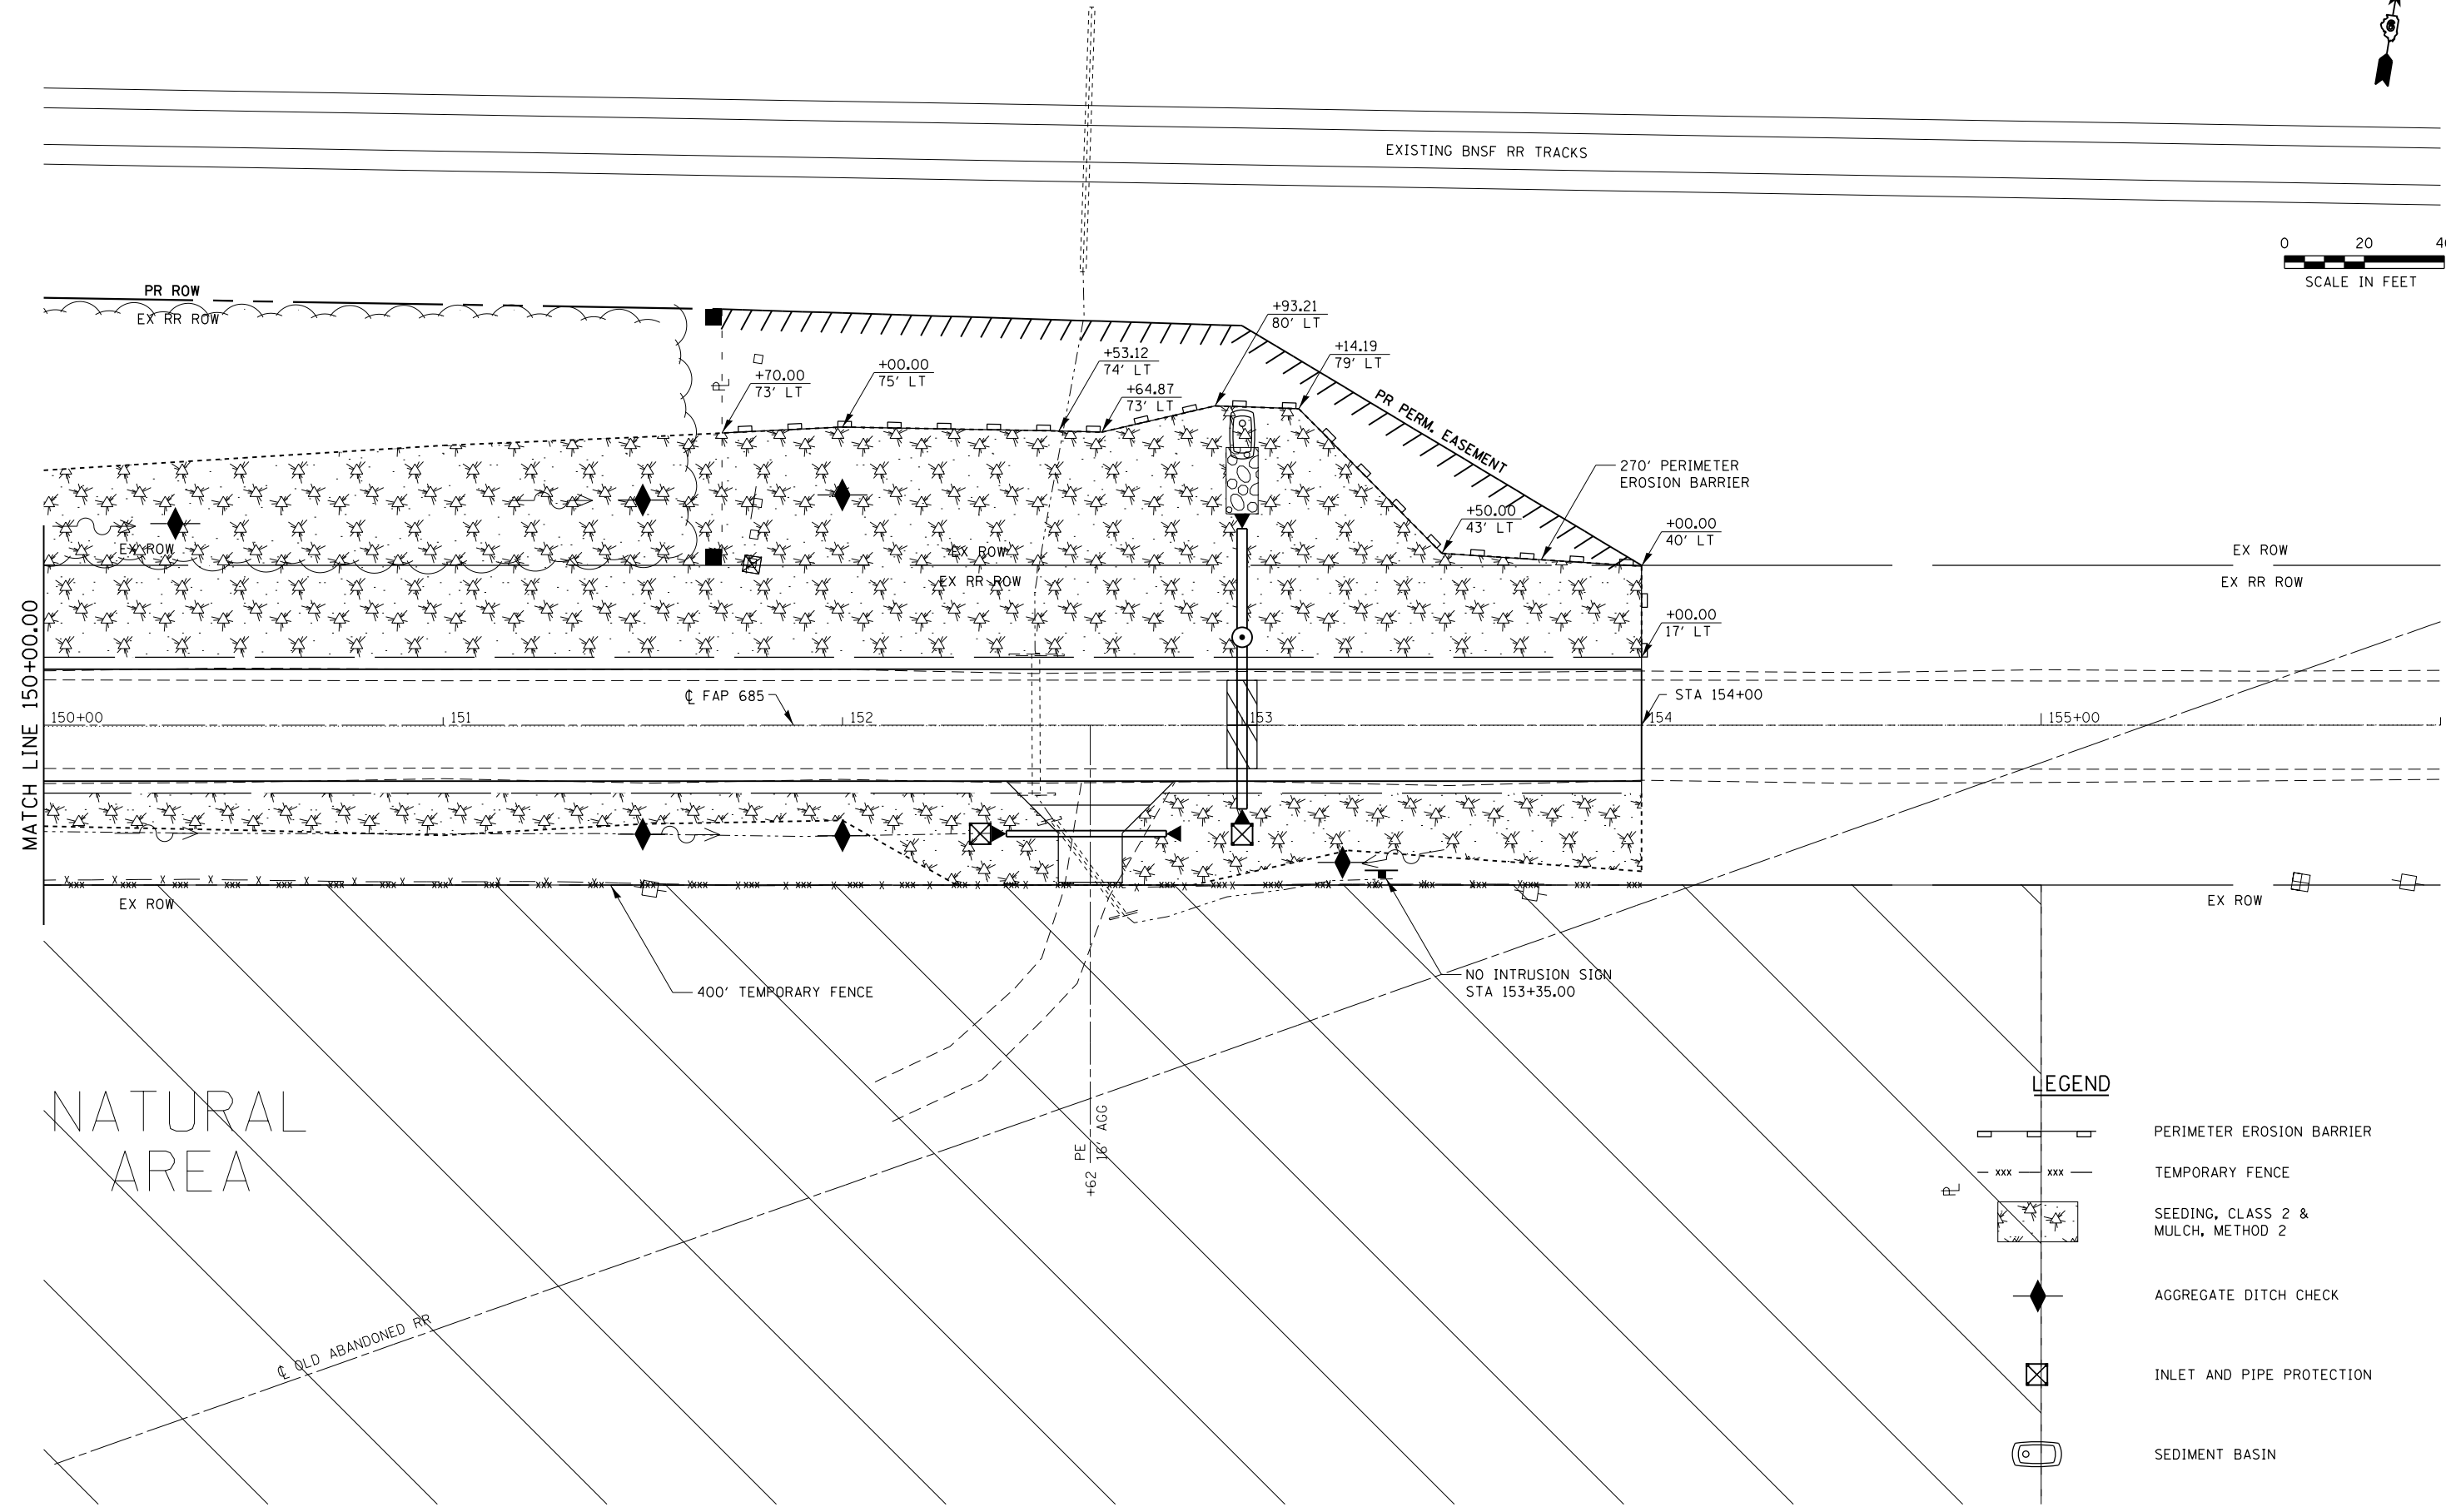 EXISTING BNSF RR TRACKS
0 20 4
SCALE IN FEET
PR ROW
EX RR ROW
+93.21
80' LT
+14.19
79' LT
+53.12
74' LT
+00.00
75' LT
+70.00
73' LT
+64.87
73' LT
PR PERM. EASEMENT
270' PERIMETER
EROSION BARRIER
+50.00
43' LT
+00.00
40' LT
EX ROW
EX ROW
EX RR ROW
EX ROW
EX RR ROW
+00.00
17' LT
MATCH LINE 150+00.00
℄ FAP 685
STA 154+00
150+00
151
152
153
154
155+00
EX ROW
EX ROW
400' TEMPORARY FENCE
NO INTRUSION SIGN
STA 153+35.00
NATURAL
AREA
+62
PE
16' AGG
℄ OLD ABANDONED RR
LEGEND
PERIMETER EROSION BARRIER
xxx xxx
TEMPORARY FENCE
SEEDING, CLASS 2 &
MULCH, METHOD 2
AGGREGATE DITCH CHECK
INLET AND PIPE PROTECTION
SEDIMENT BASIN